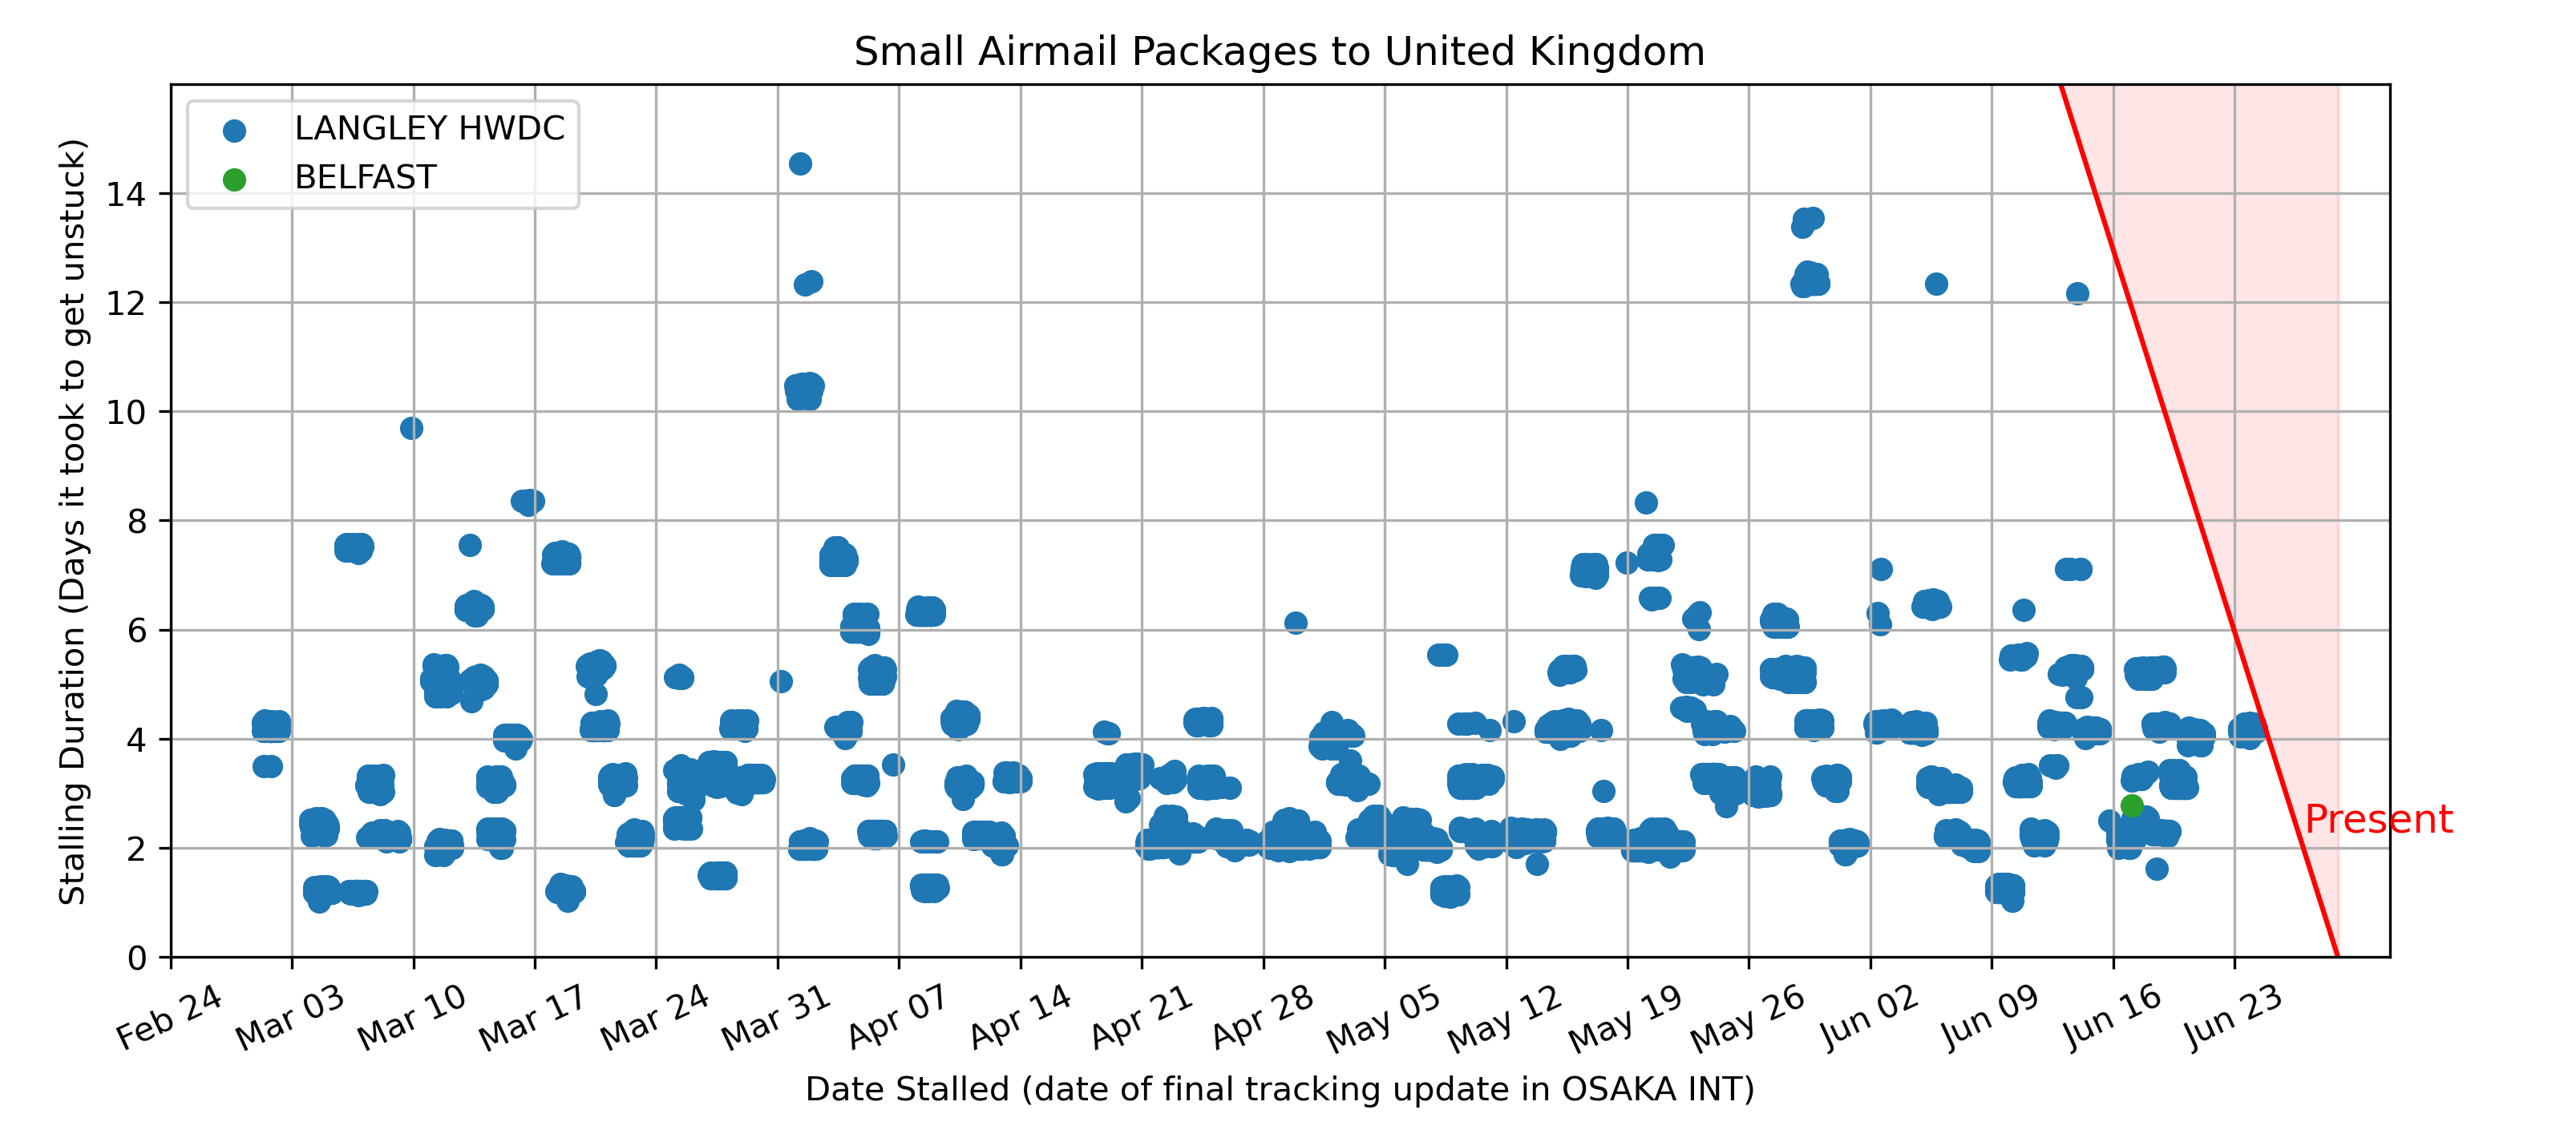 Small Airmail Packages to United Kingdom
LANGLEY HWDC
BELFAST
Stalling Duration (Days it took to get unstuck)
14
12
10
8
6
4
2
0
Present
Feb 24
Mar 03
Mar 10
Mar 17
Mar 24
Mar 31
Apr 07
Apr 14
Apr 21
Apr 28
May 05
May 12
May 19
May 26
Jun 02
Jun 09
Jun 16
Jun 23
Date Stalled (date of final tracking update in OSAKA INT)